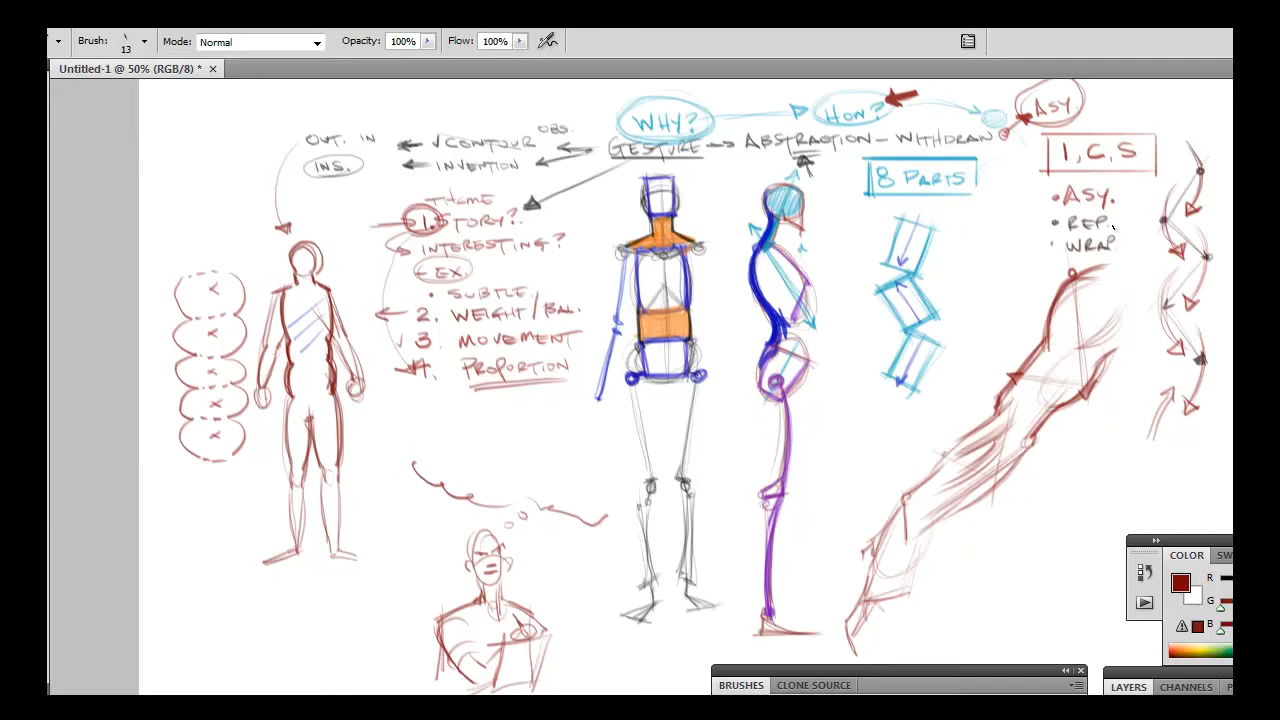 Brush: 13 Mode: Normal Opacity: 100% Flow: 100%
Untitled-1 @ 50% (RGB/8) * ×
WHY?
HOW?
ASY
OUT. IN
√CONTOUR OBS.
GESTURE
ABSTRACTION - WITHDRAW
INS.
INVENTION
1, C, S
8 PARTS
THEME
1. STORY?
INTERESTING?
- EX
• SUBTLE
2. WEIGHT/BAL.
3. MOVEMENT
4. PROPORTION
• ASY.
• REP.
• WRAP
COLOR SW
R
G
B
BRUSHES CLONE SOURCE
LAYERS CHANNELS P